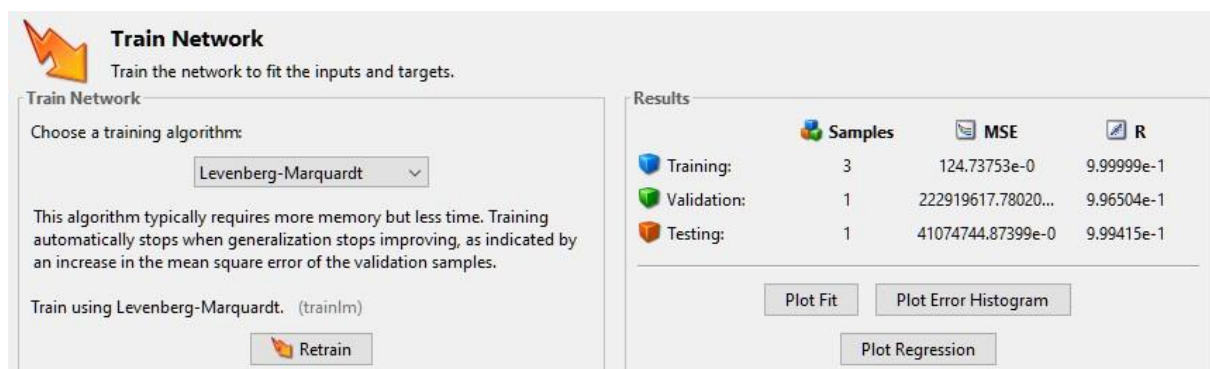 Train Network
Train the network to fit the inputs and targets.
Train Network
Choose a training algorithm:
Levenberg-Marquardt
This algorithm typically requires more memory but less time. Training
automatically stops when generalization stops improving, as indicated by
an increase in the mean square error of the validation samples.
Train using Levenberg-Marquardt. (trainlm)
Retrain
Results
Samples MSE R
Training: 3 124.73753e-0 9.99999e-1
Validation: 1 222919617.78020... 9.96504e-1
Testing: 1 41074744.87399e-0 9.99415e-1
Plot Fit Plot Error Histogram
Plot Regression